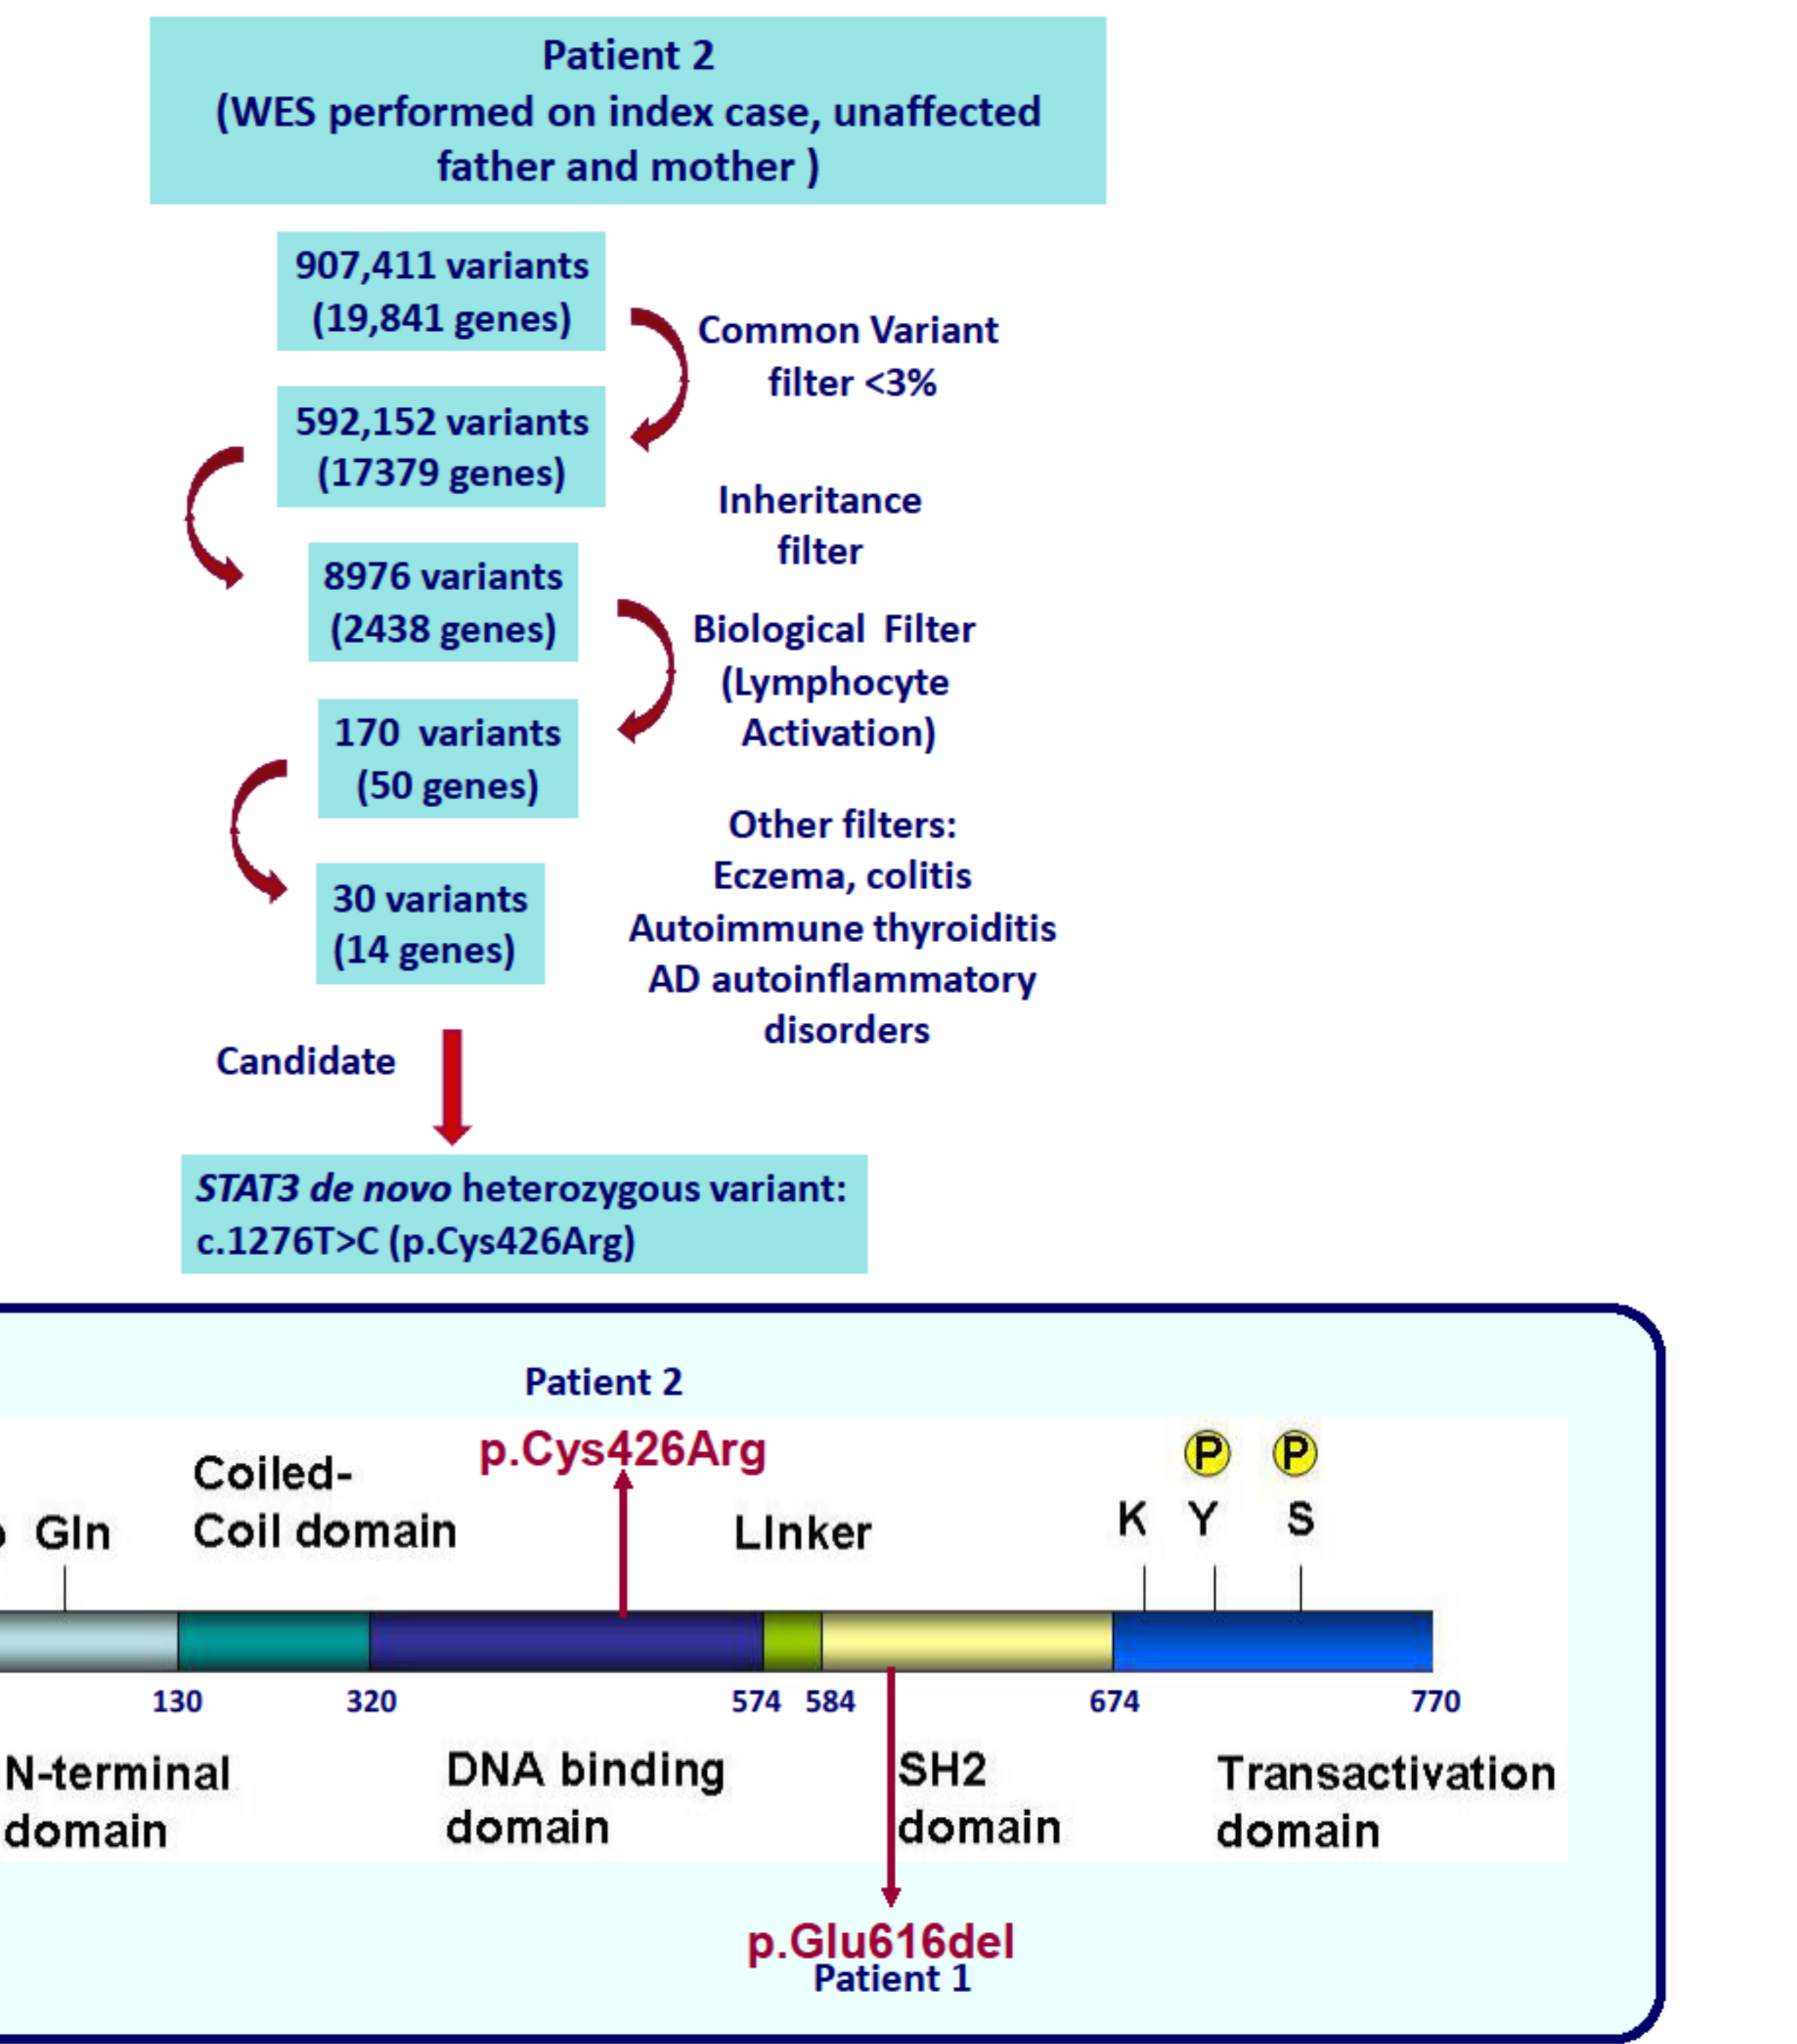 Patient 2
(WES performed on index case, unaffected
father and mother )
907,411 variants
(19,841 genes)
Common Variant
filter <3%
592,152 variants
(17379 genes)
Inheritance
filter
8976 variants
(2438 genes)
Biological Filter
(Lymphocyte
Activation)
170 variants
(50 genes)
Other filters:
Eczema, colitis
Autoimmune thyroiditis
AD autoinflammatory
disorders
30 variants
(14 genes)
Candidate
STAT3 de novo heterozygous variant:
c.1276T>C (p.Cys426Arg)
Patient 2
p.Cys426Arg
Coiled-
Coil domain
Gln
LInker
P P
K Y S
130 320 574 584 674 770
N-terminal
domain
DNA binding
domain
SH2
domain
Transactivation
domain
p.Glu616del
Patient 1